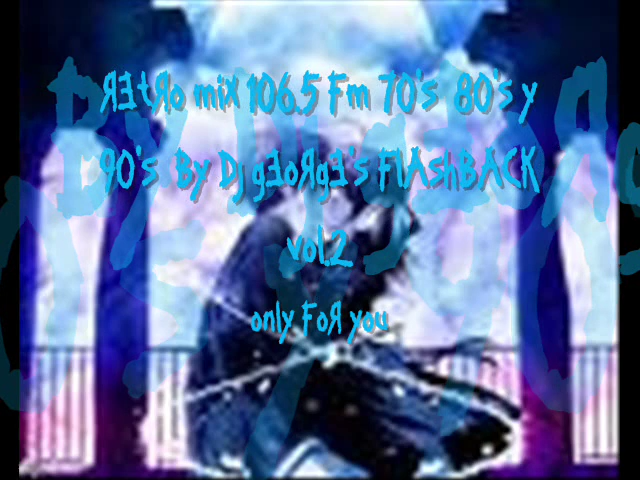 ЯƎtЯo mix 106.5 Fm 70's 80's y
90's By Dj gƎoЯgƎ's FlAshBACK
vol.2
only FoЯ you